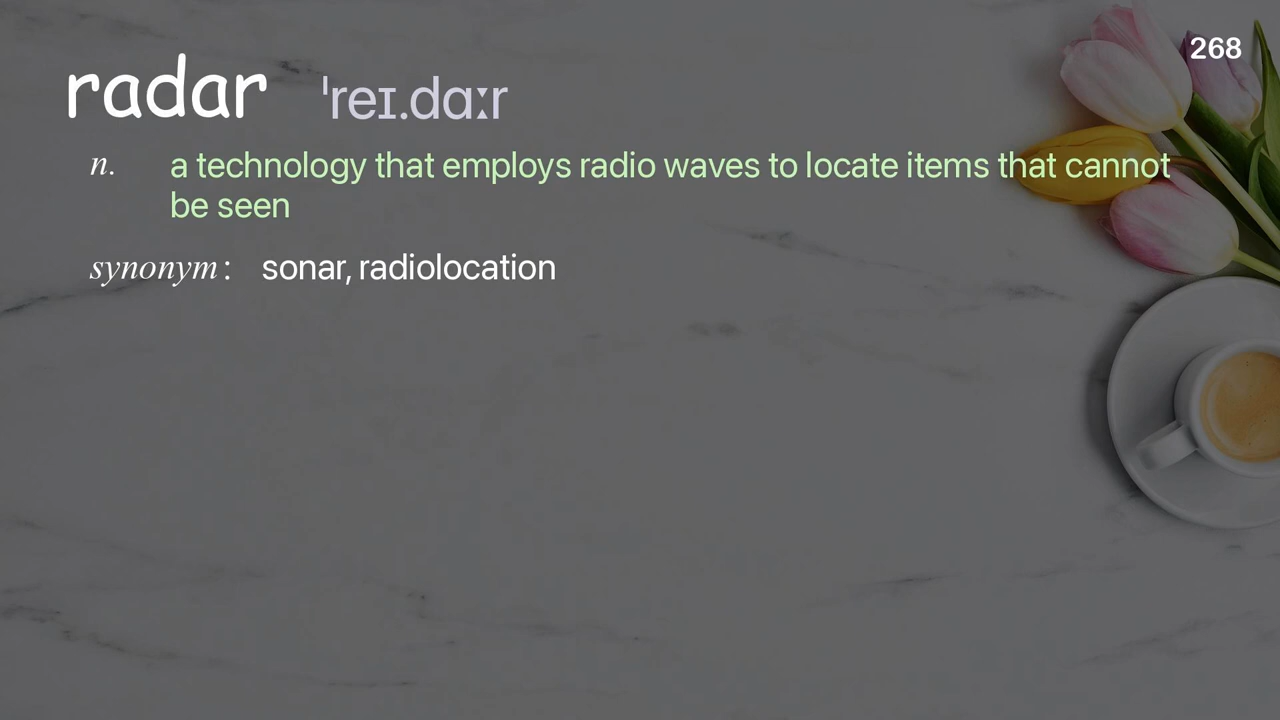 268
radar ˈreɪ.dɑːr
n. a technology that employs radio waves to locate items that cannot
be seen
synonym: sonar, radiolocation